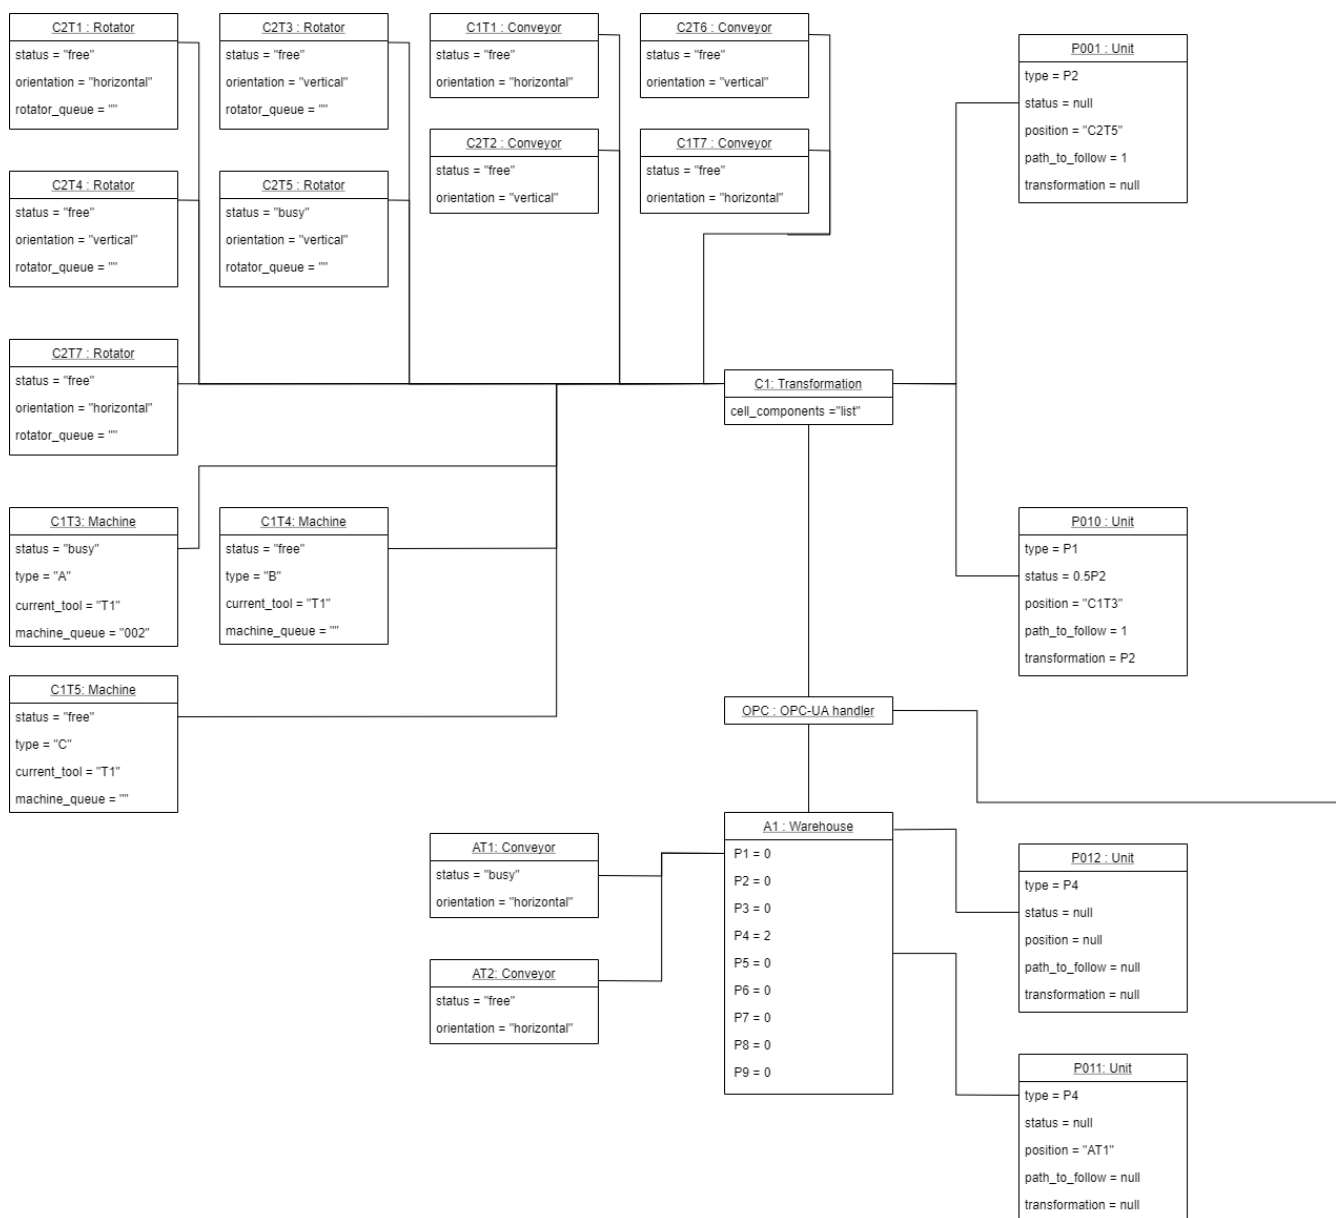 C2T1 : Rotator
status = "free"
orientation = "horizontal"
rotator_queue = ""
C2T3 : Rotator
status = "free"
orientation = "vertical"
rotator_queue = ""
C1T1 : Conveyor
status = "free"
orientation = "horizontal"
C2T6 : Conveyor
status = "free"
orientation = "vertical"
P001 : Unit
type = P2
status = null
position = "C2T5"
path_to_follow = 1
transformation = null
C2T2 : Conveyor
status = "free"
orientation = "vertical"
C1T7 : Conveyor
status = "free"
orientation = "horizontal"
C2T4 : Rotator
status = "free"
orientation = "vertical"
rotator_queue = ""
C2T5 : Rotator
status = "busy"
orientation = "vertical"
rotator_queue = ""
C2T7 : Rotator
status = "free"
orientation = "horizontal"
rotator_queue = ""
C1: Transformation
cell_components ="list"
C1T3: Machine
status = "busy"
type = "A"
current_tool = "T1"
machine_queue = "002"
C1T4: Machine
status = "free"
type = "B"
current_tool = "T1"
machine_queue = ""
P010 : Unit
type = P1
status = 0.5P2
position = "C1T3"
path_to_follow = 1
transformation = P2
C1T5: Machine
status = "free"
type = "C"
current_tool = "T1"
machine_queue = ""
OPC : OPC-UA handler
A1 : Warehouse
P1 = 0
P2 = 0
P3 = 0
P4 = 2
P5 = 0
P6 = 0
P7 = 0
P8 = 0
P9 = 0
AT1: Conveyor
status = "busy"
orientation = "horizontal"
AT2: Conveyor
status = "free"
orientation = "horizontal"
P012 : Unit
type = P4
status = null
position = null
path_to_follow = null
transformation = null
P011: Unit
type = P4
status = null
position = "AT1"
path_to_follow = null
transformation = null